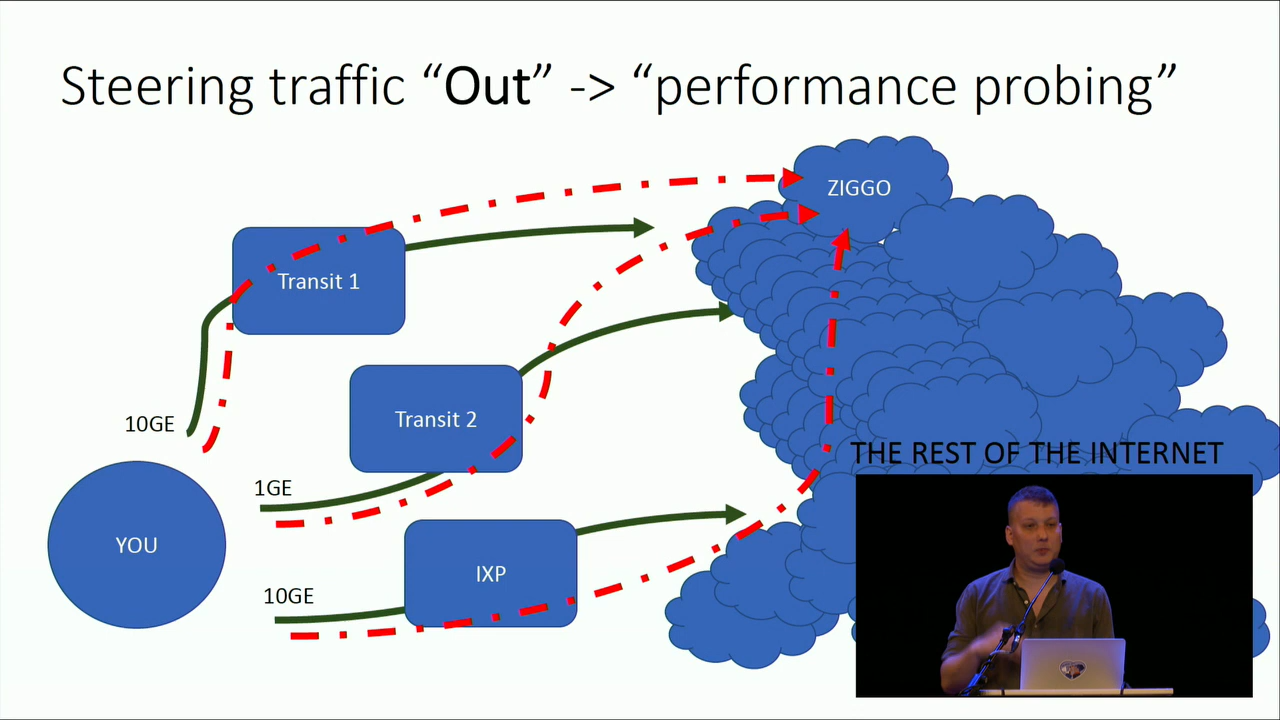 Steering traffic “Out” -> “performance probing”
ZIGGO
Transit 1
10GE
Transit 2
1GE
THE REST OF THE INTERNET
YOU
IXP
10GE